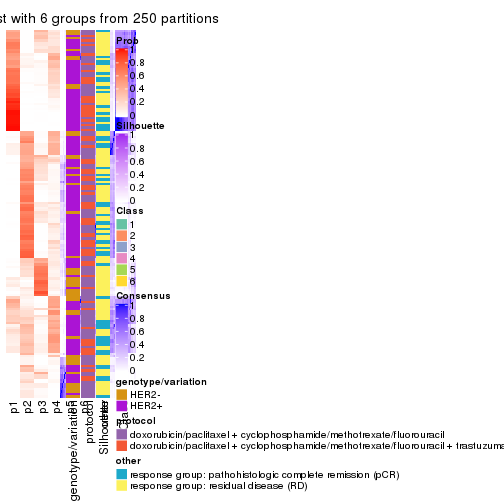 st with 6 groups from 250 partitions
Prob
1
0.8
0.6
0.4
0.2
0
Silhouette
1
0.8
0.6
0.4
0.2
0
Class
1
2
3
4
5
6
Consensus
1
0.8
0.6
0.4
0.2
0
genotype/variation
HER2-
HER2+
protocol
doxorubicin/paclitaxel + cyclophosphamide/methotrexate/fluorouracil
doxorubicin/paclitaxel + cyclophosphamide/methotrexate/fluorouracil + trastuzuma
other
response group: pathohistologic complete remission (pCR)
response group: residual disease (RD)
p1
p2
p3
p4
genotype/variation
protocol
Silhouette